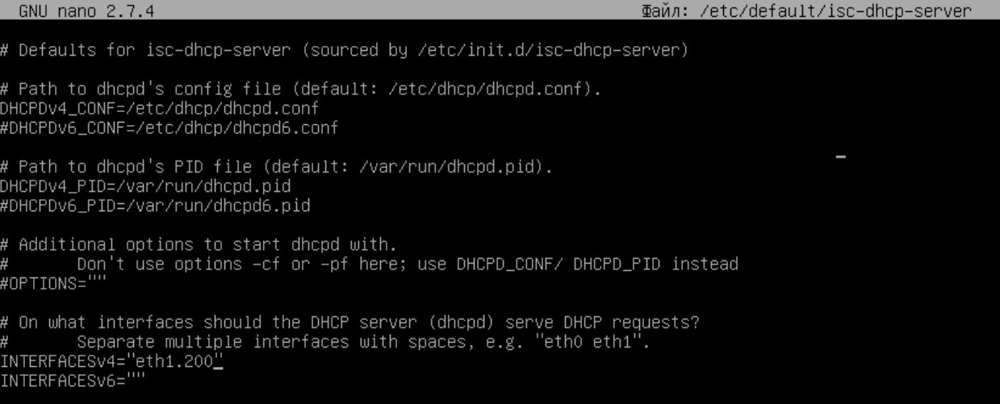 GNU nano 2.7.4 Файл: /etc/default/isc-dhcp-server
# Defaults for isc-dhcp-server (sourced by /etc/init.d/isc-dhcp-server)
# Path to dhcpd's config file (default: /etc/dhcp/dhcpd.conf).
DHCPDv4_CONF=/etc/dhcp/dhcpd.conf
#DHCPDv6_CONF=/etc/dhcp/dhcpd6.conf
# Path to dhcpd's PID file (default: /var/run/dhcpd.pid).
DHCPDv4_PID=/var/run/dhcpd.pid
#DHCPDv6_PID=/var/run/dhcpd6.pid
# Additional options to start dhcpd with.
#       Don't use options -cf or -pf here; use DHCPD_CONF/ DHCPD_PID instead
#OPTIONS=""
# On what interfaces should the DHCP server (dhcpd) serve DHCP requests?
#       Separate multiple interfaces with spaces, e.g. "eth0 eth1".
INTERFACESv4="eth1.200"
INTERFACESv6=""